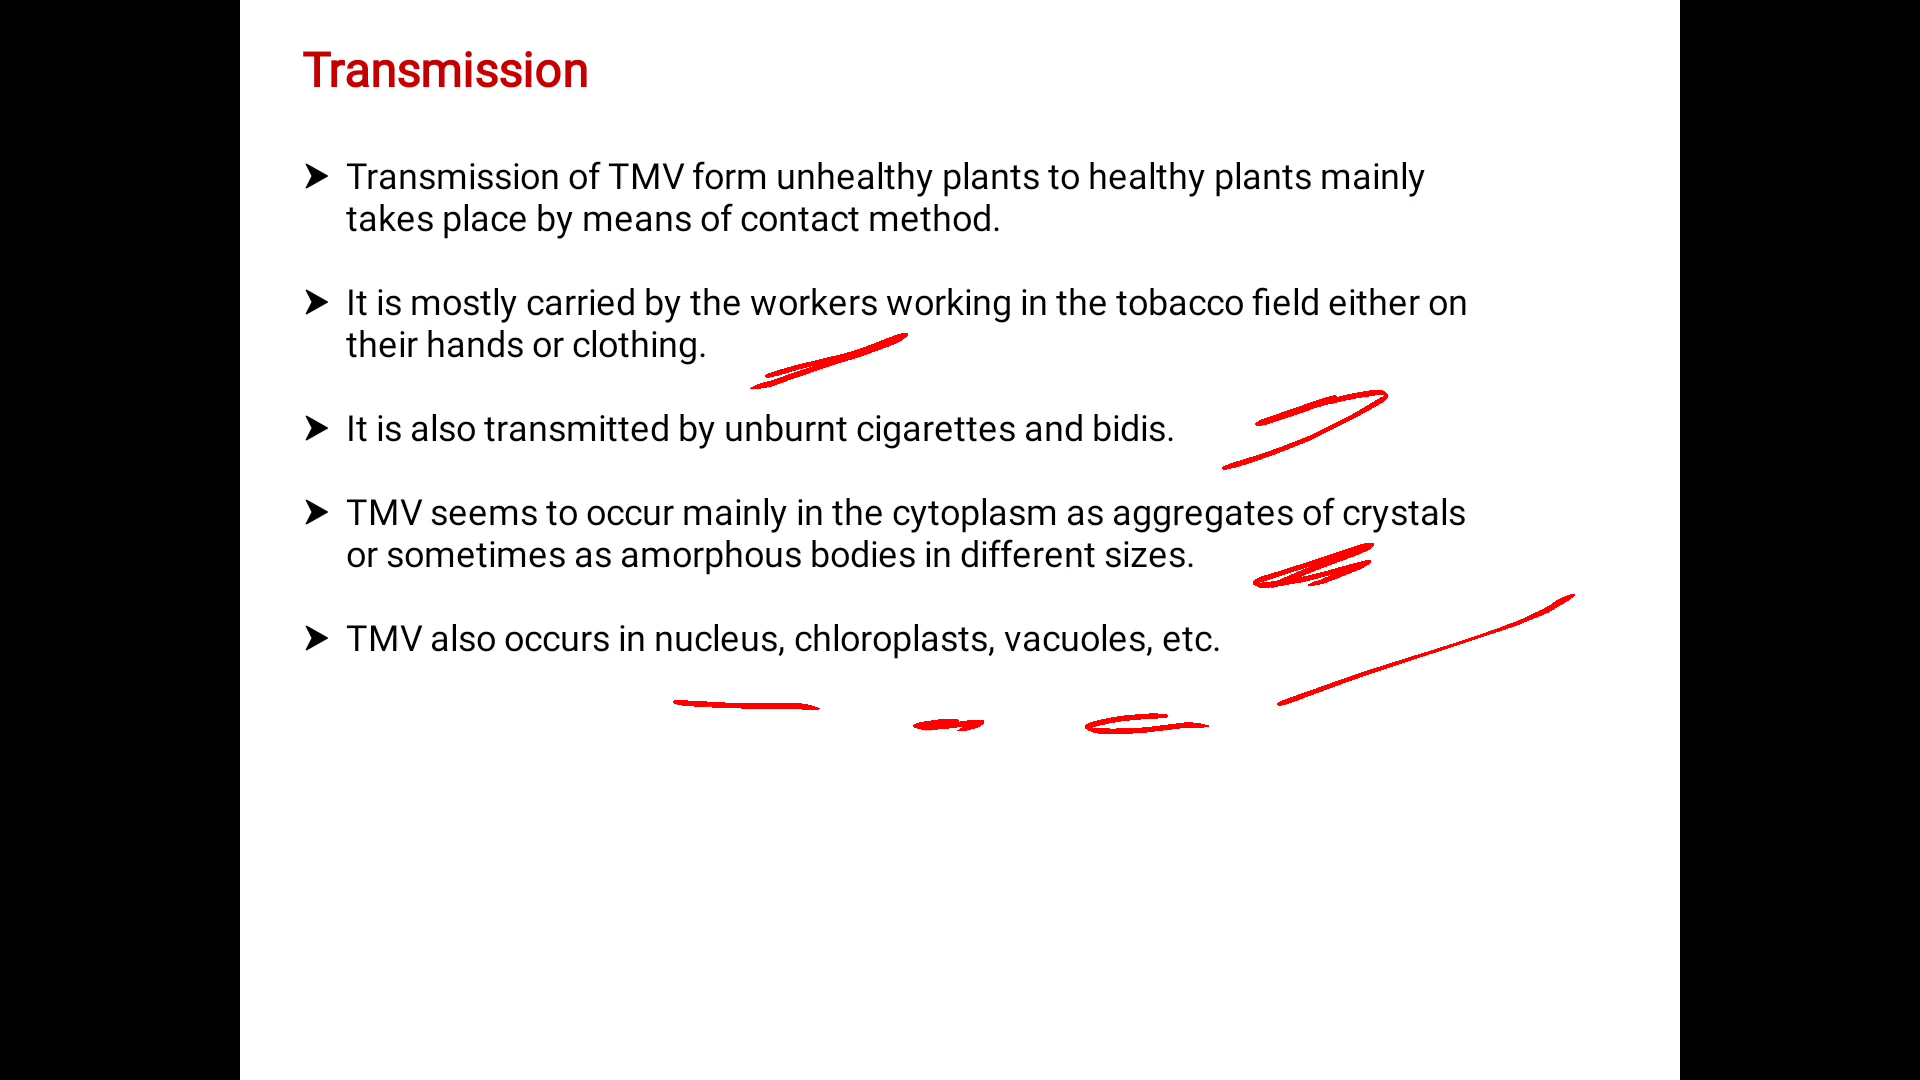 Transmission
➤ Transmission of TMV form unhealthy plants to healthy plants mainly
takes place by means of contact method.
➤ It is mostly carried by the workers working in the tobacco field either on
their hands or clothing.
➤ It is also transmitted by unburnt cigarettes and bidis.
➤ TMV seems to occur mainly in the cytoplasm as aggregates of crystals
or sometimes as amorphous bodies in different sizes.
➤ TMV also occurs in nucleus, chloroplasts, vacuoles, etc.